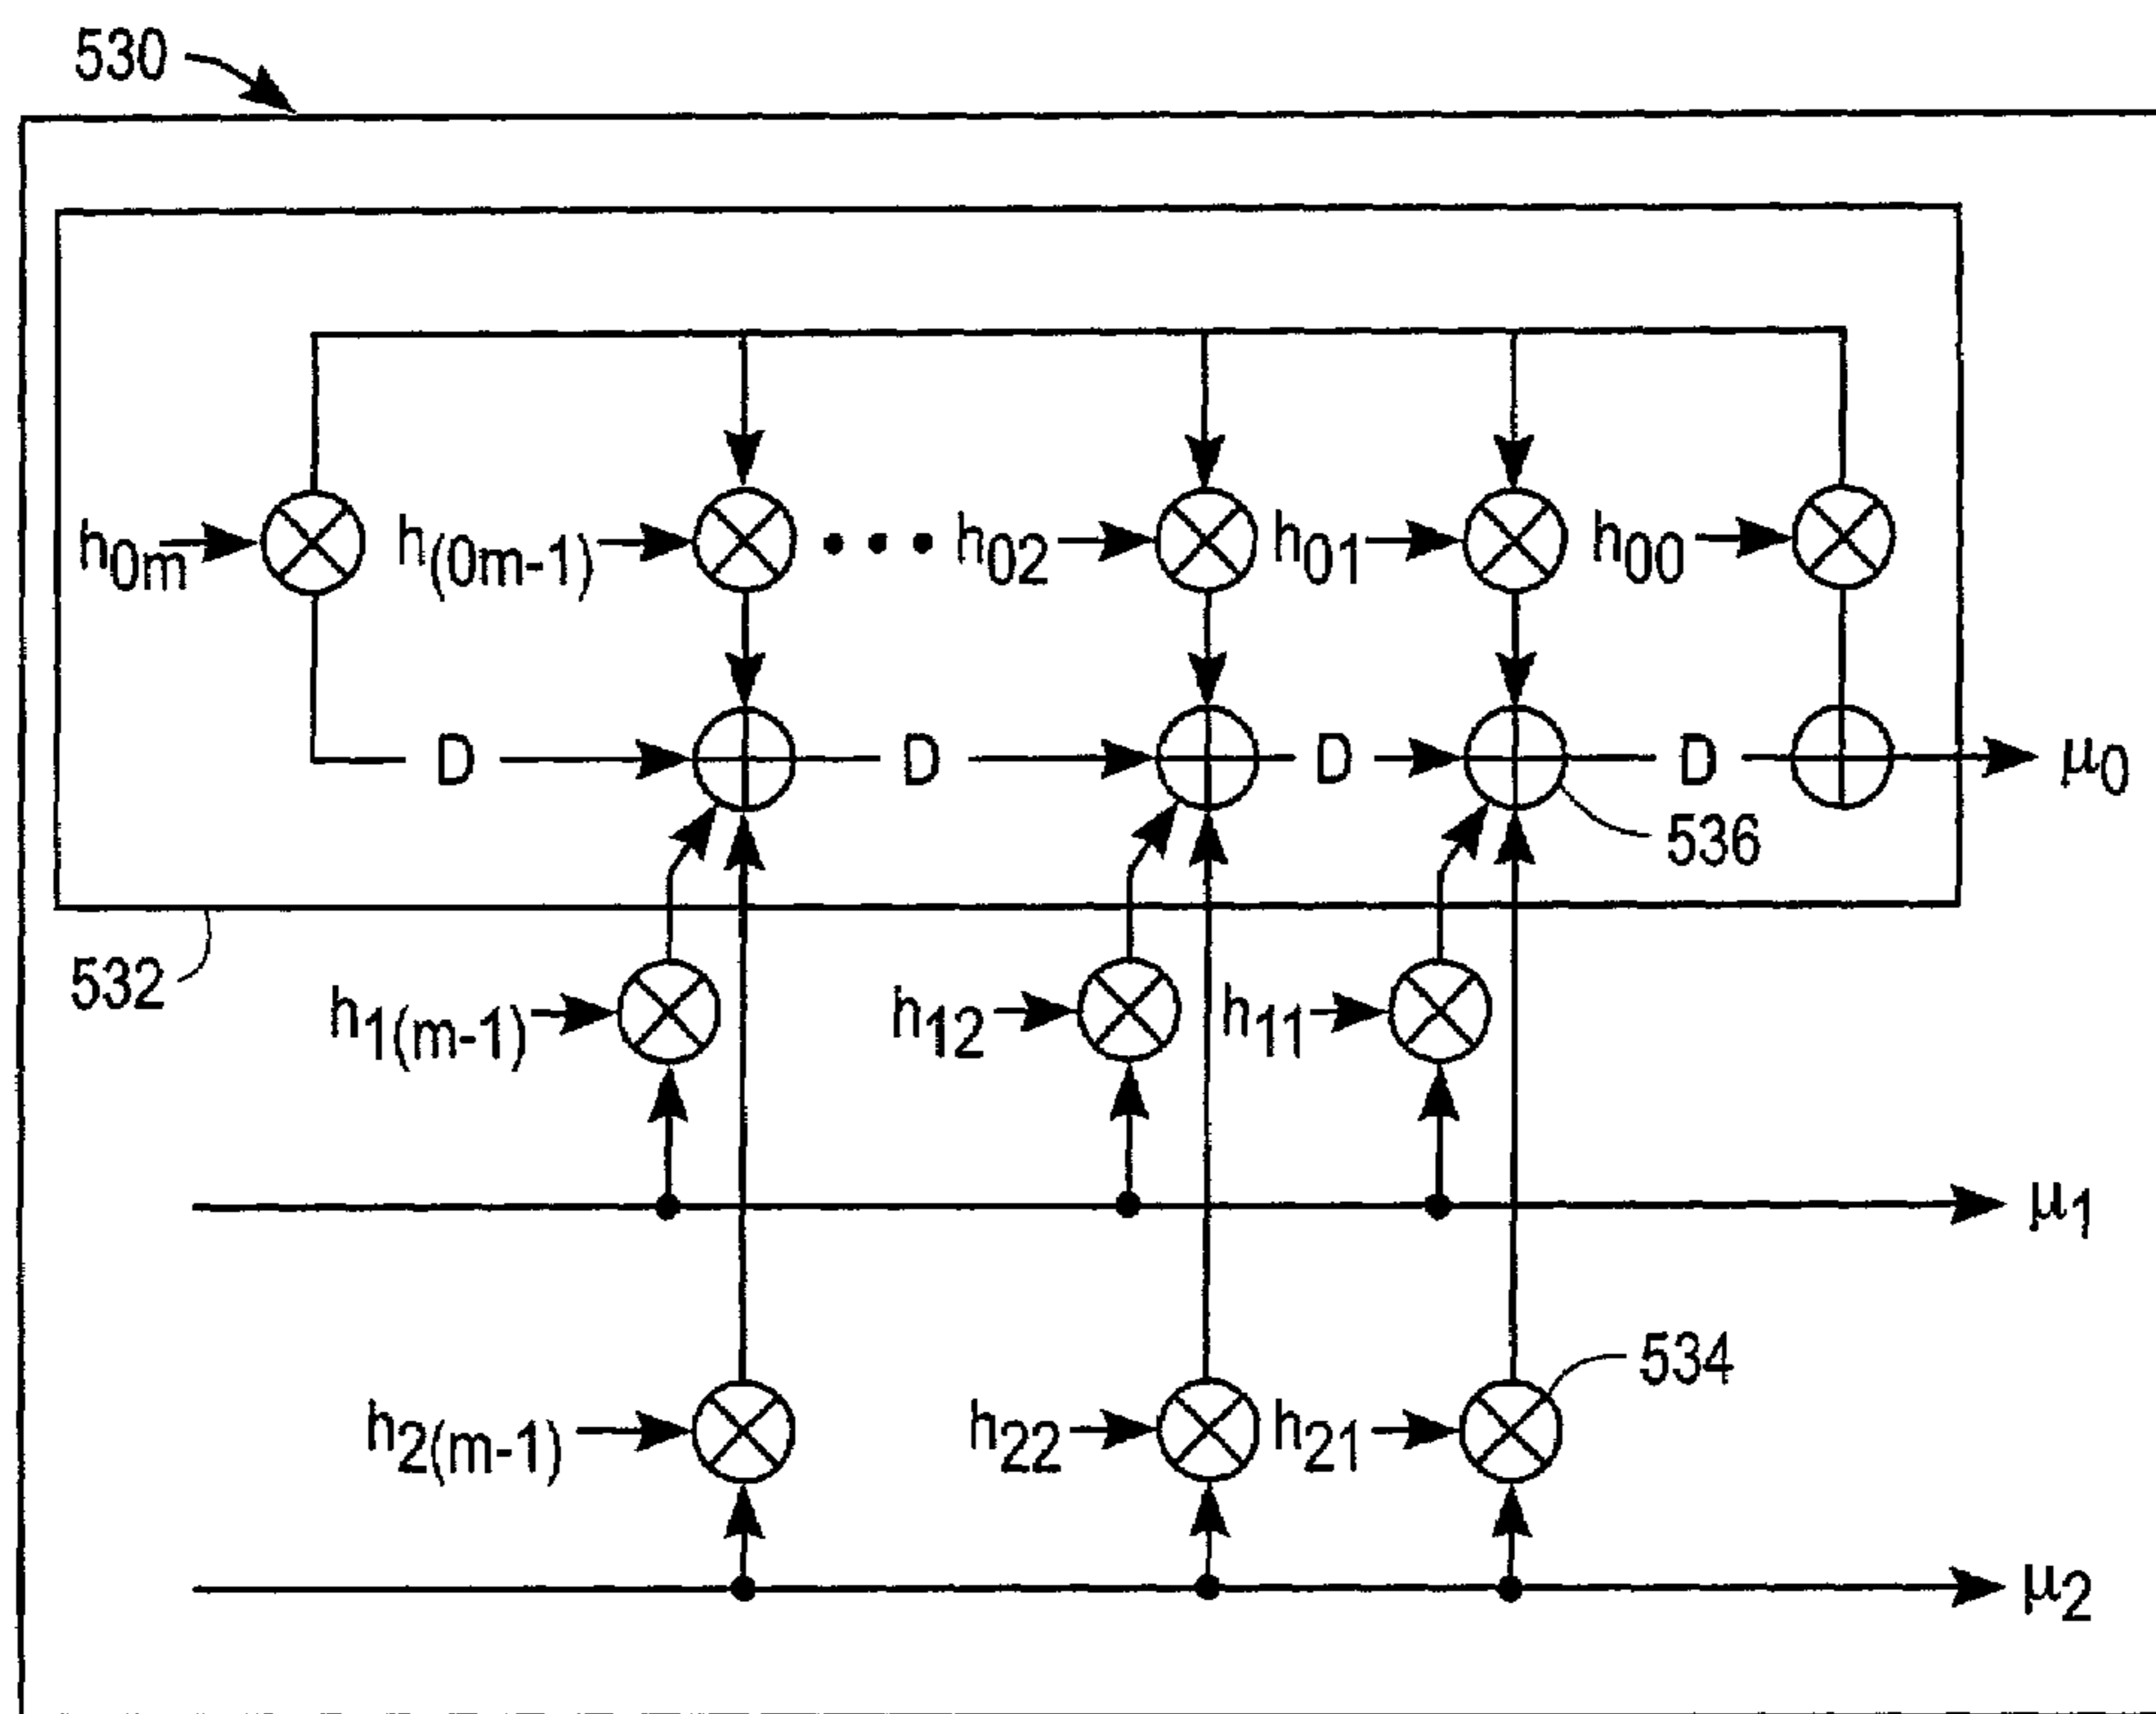 530
h0m h(0m-1) h02 h01 h00
D D D D μ0
536
532
h1(m-1) h12 h11
μ1
534
h2(m-1) h22 h21
μ2